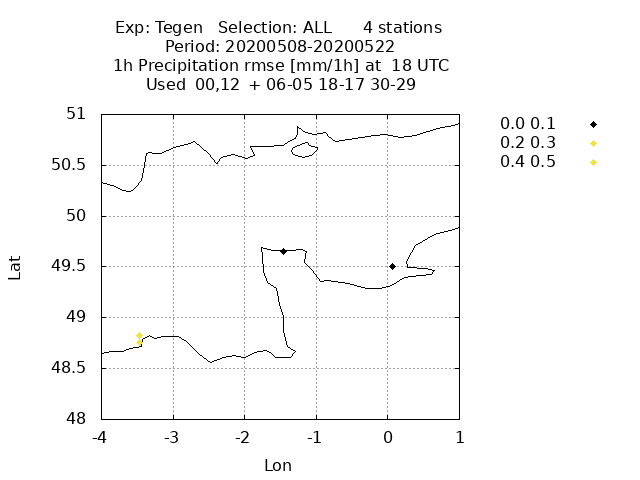 Exp: Tegen Selection: ALL 4 stations
Period: 20200508-20200522
1h Precipitation rmse [mm/1h] at 18 UTC
Used 00,12 + 06-05 18-17 30-29
0.0 0.1
0.2 0.3
0.4 0.5
51
50.5
50
49.5
49
48.5
48
Lat
-4 -3 -2 -1 0 1
Lon